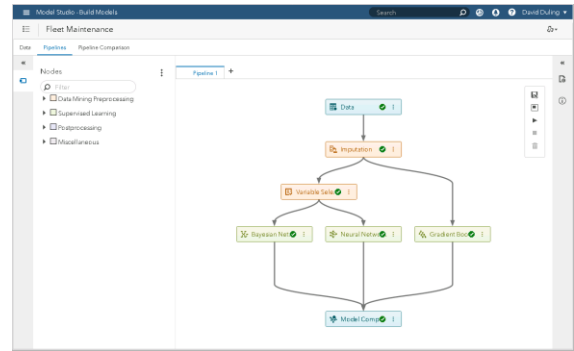 Model Studio - Build Models
Search
David Duling
Fleet Maintenance
Data
Pipelines
Pipeline Comparison
Nodes
Filter
Data Mining Preprocessing
Supervised Learning
Postprocessing
Miscellaneous
Pipeline 1
Data
Imputation
Variable Sele
Bayesian Net
Neural Netwo
Gradient Boo
Model Comp